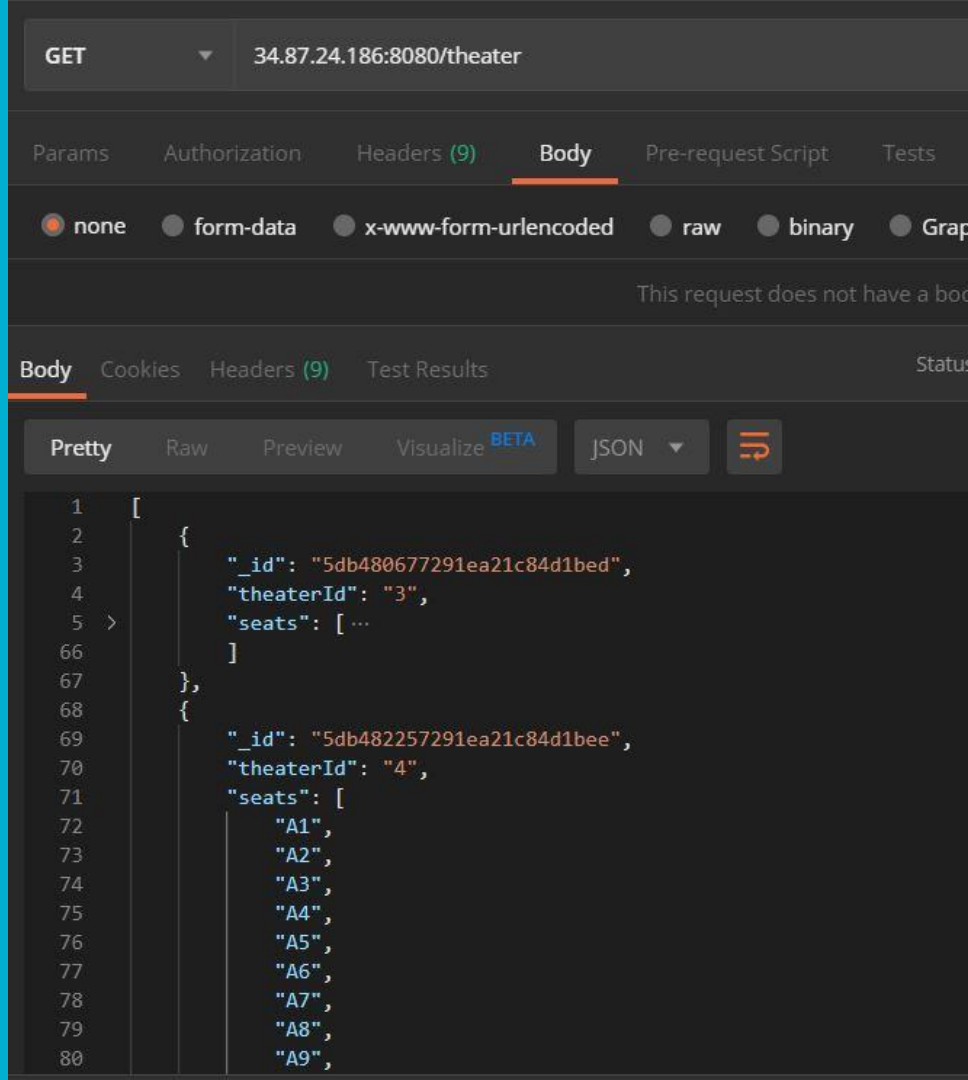 GET 34.87.24.186:8080/theater
Params Authorization Headers (9) Body Pre-request Script Tests
none form-data x-www-form-urlencoded raw binary Grap
This request does not have a boc
Body Cookies Headers (9) Test Results Status
Pretty Raw Preview Visualize BETA JSON
1 [
2 {
3 "_id": "5db480677291ea21c84d1bed",
4 "theaterId": "3",
5 > "seats": [ ···
66 ]
67 },
68 {
69 "_id": "5db482257291ea21c84d1bee",
70 "theaterId": "4",
71 "seats": [
72 "A1",
73 "A2",
74 "A3",
75 "A4",
76 "A5",
77 "A6",
78 "A7",
79 "A8",
80 "A9",